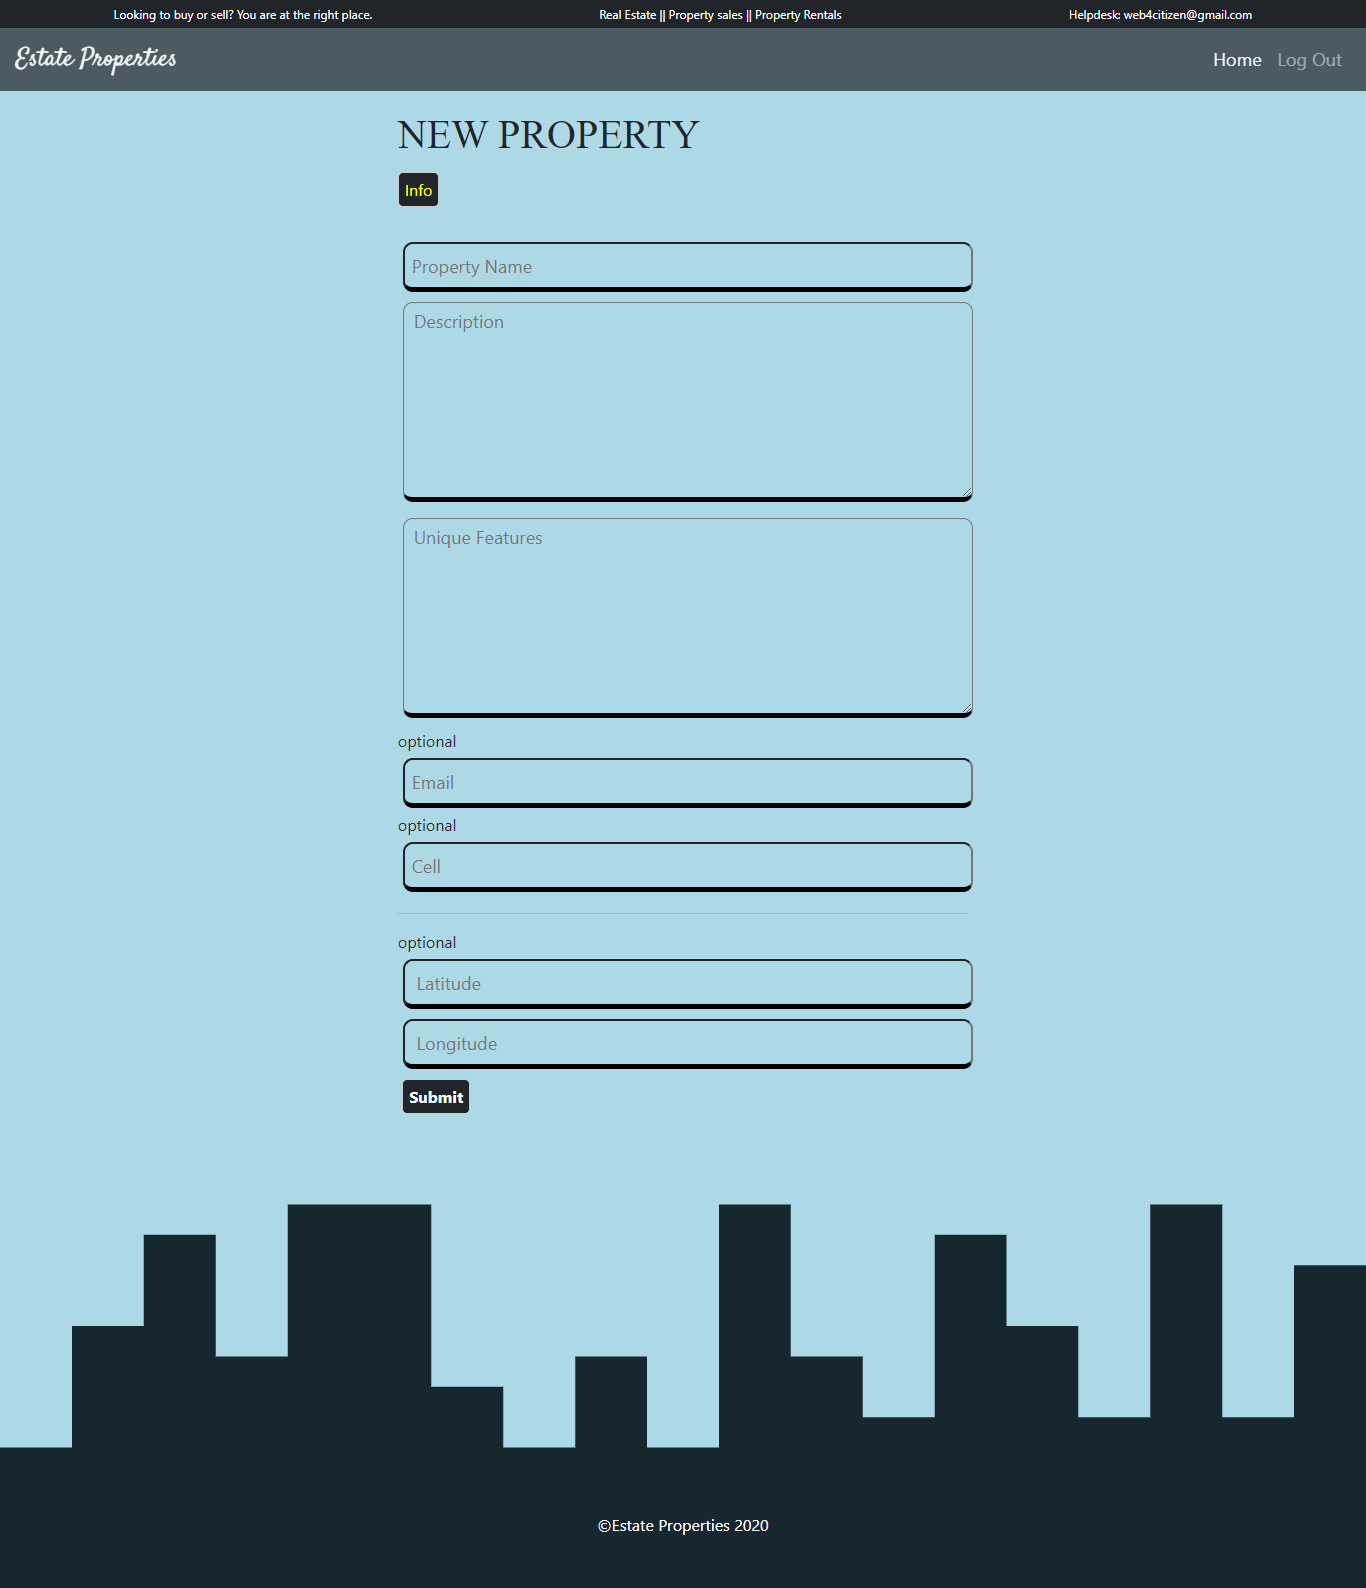 Looking to buy or sell? You are at the right place.
Real Estate || Property sales || Property Rentals
Helpdesk: web4citizen@gmail.com
Estate Properties
Home
Log Out
NEW PROPERTY
Info
Property Name
Description
Unique Features
optional
Email
optional
Cell
optional
Latitude
Longitude
Submit
©Estate Properties 2020